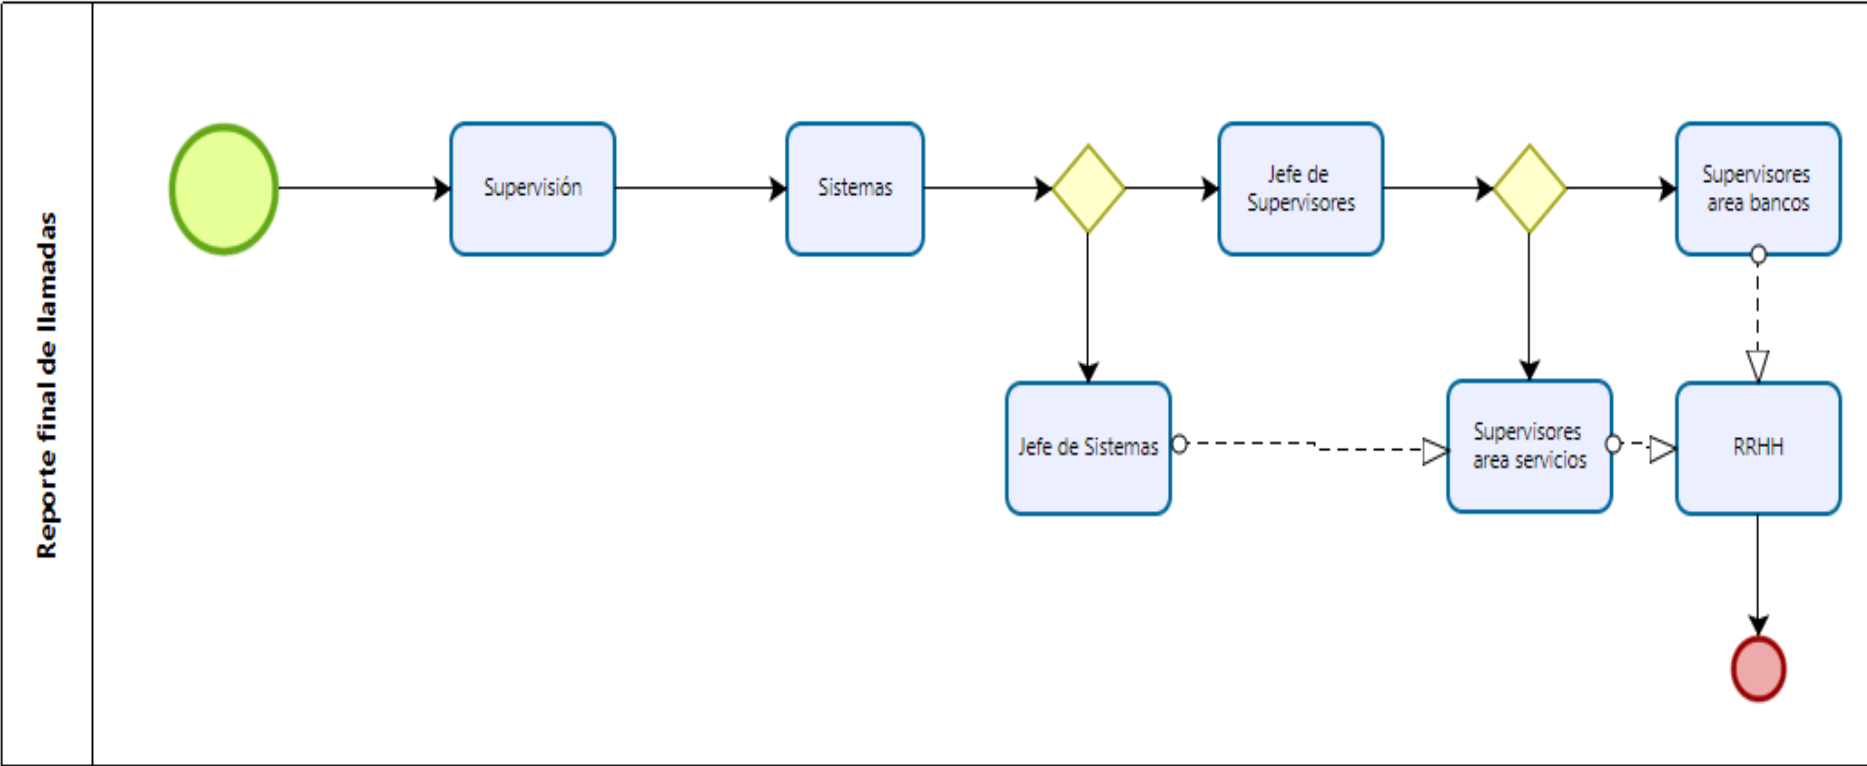 Reporte final de llamadas
Supervisión
Sistemas
Jefe de
Supervisores
Supervisores
area bancos
Jefe de Sistemas
Supervisores
area servicios
RRHH